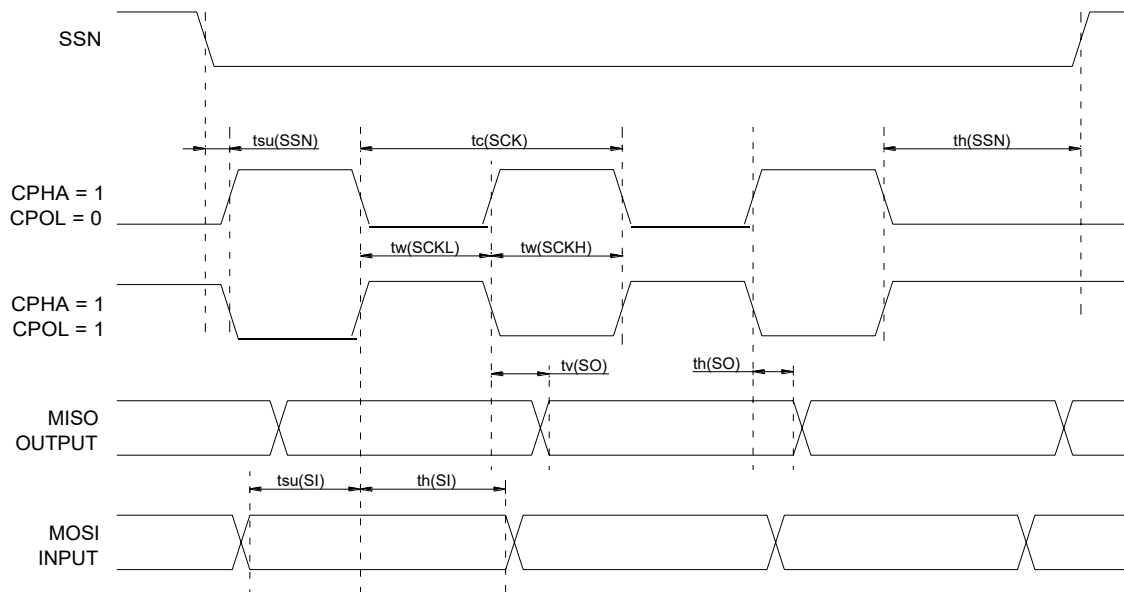 SSN
tsu(SSN)
tc(SCK)
th(SSN)
CPHA = 1
CPOL = 0
tw(SCKL)
tw(SCKH)
CPHA = 1
CPOL = 1
tv(SO)
th(SO)
MISO
OUTPUT
tsu(SI)
th(SI)
MOSI
INPUT